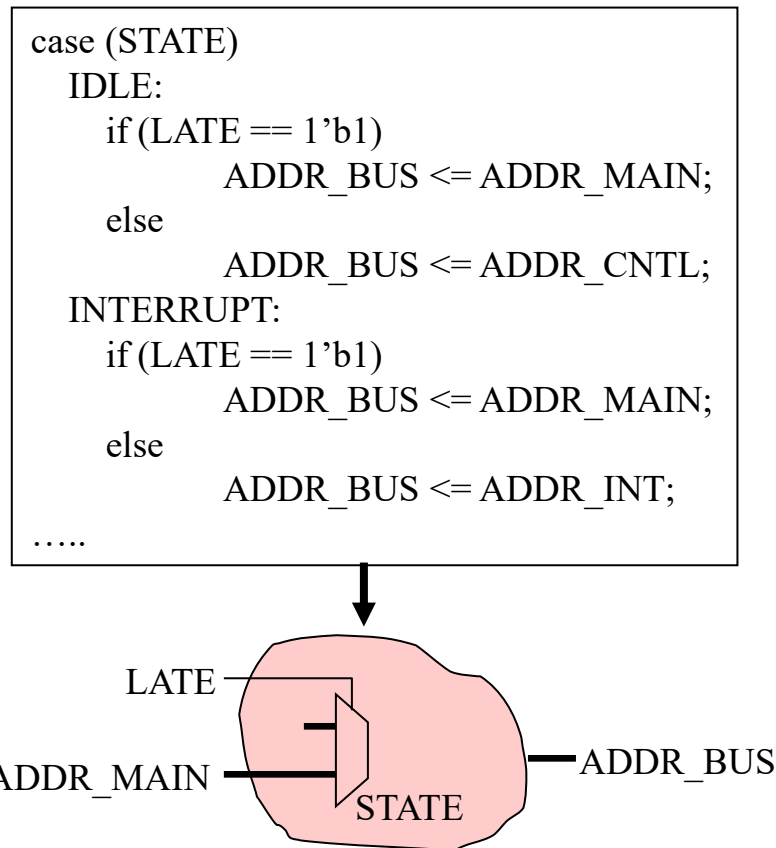 case (STATE)
IDLE:
if (LATE == 1’b1)
ADDR_BUS <= ADDR_MAIN;
else
ADDR_BUS <= ADDR_CNTL;
INTERRUPT:
if (LATE == 1’b1)
ADDR_BUS <= ADDR_MAIN;
else
ADDR_BUS <= ADDR_INT;
…..
LATE
ADDR_MAIN
ADDR_BUS
STATE